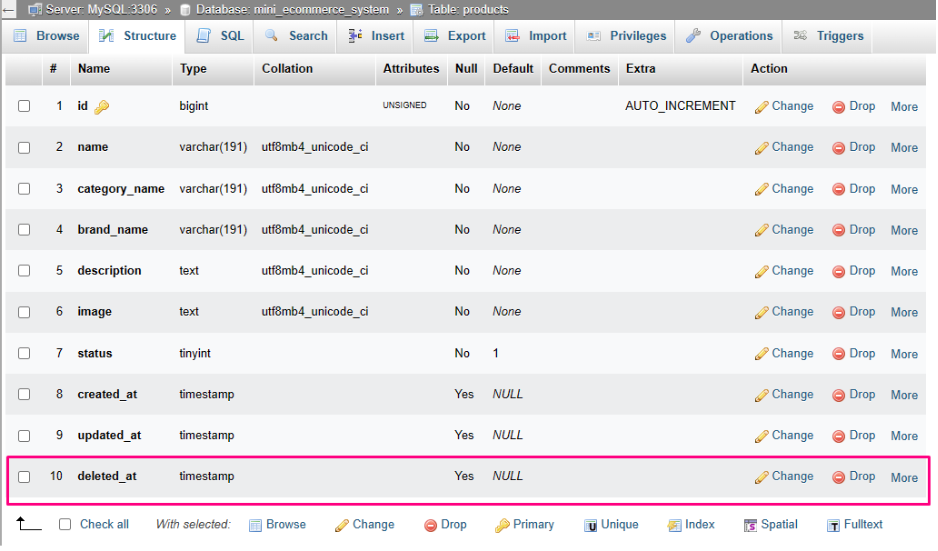 Server: MySQL:3306 » Database: mini_ecommerce_system » Table: products
Browse Structure SQL Search Insert Export Import Privileges Operations Triggers
# Name Type Collation Attributes Null Default Comments Extra Action
1 id bigint UNSIGNED No None AUTO_INCREMENT Change Drop More
2 name varchar(191) utf8mb4_unicode_ci No None Change Drop More
3 category_name varchar(191) utf8mb4_unicode_ci No None Change Drop More
4 brand_name varchar(191) utf8mb4_unicode_ci No None Change Drop More
5 description text utf8mb4_unicode_ci No None Change Drop More
6 image text utf8mb4_unicode_ci No None Change Drop More
7 status tinyint No 1 Change Drop More
8 created_at timestamp Yes NULL Change Drop More
9 updated_at timestamp Yes NULL Change Drop More
10 deleted_at timestamp Yes NULL Change Drop More
Check all With selected: Browse Change Drop Primary Unique Index Spatial Fulltext